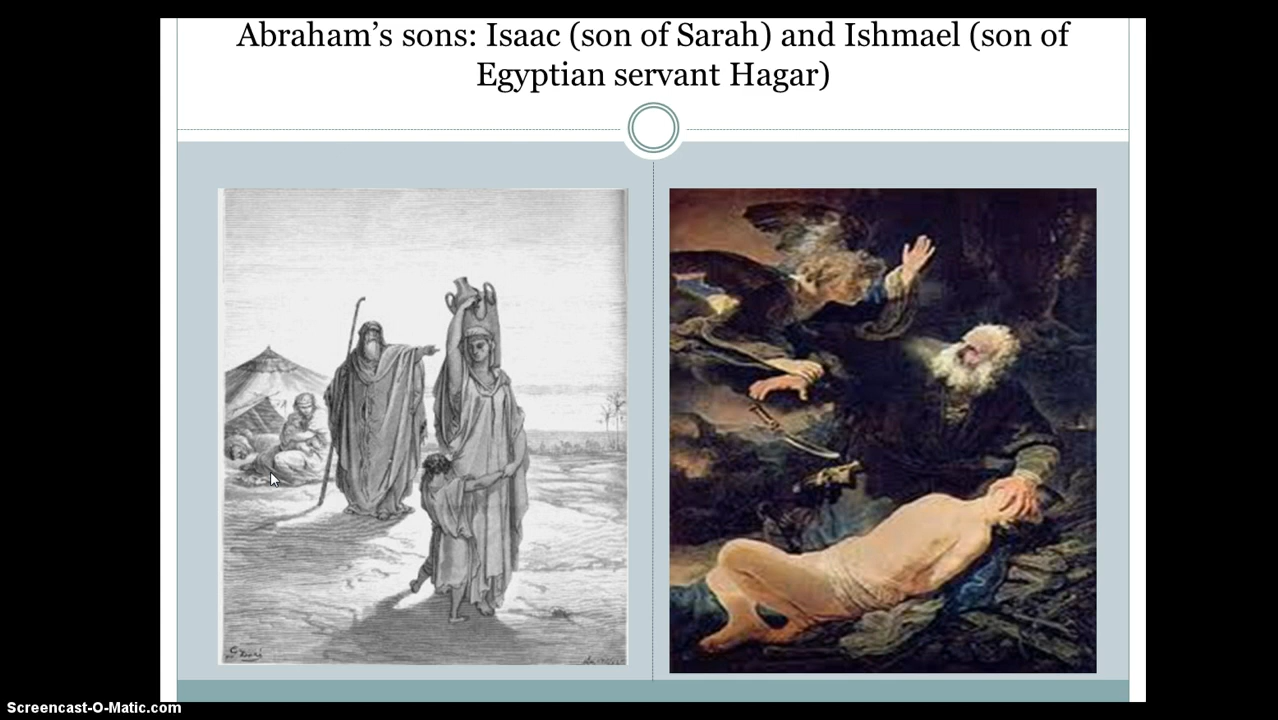 Abraham’s sons: Isaac (son of Sarah) and Ishmael (son of
Egyptian servant Hagar)
Screencast-O-Matic.com